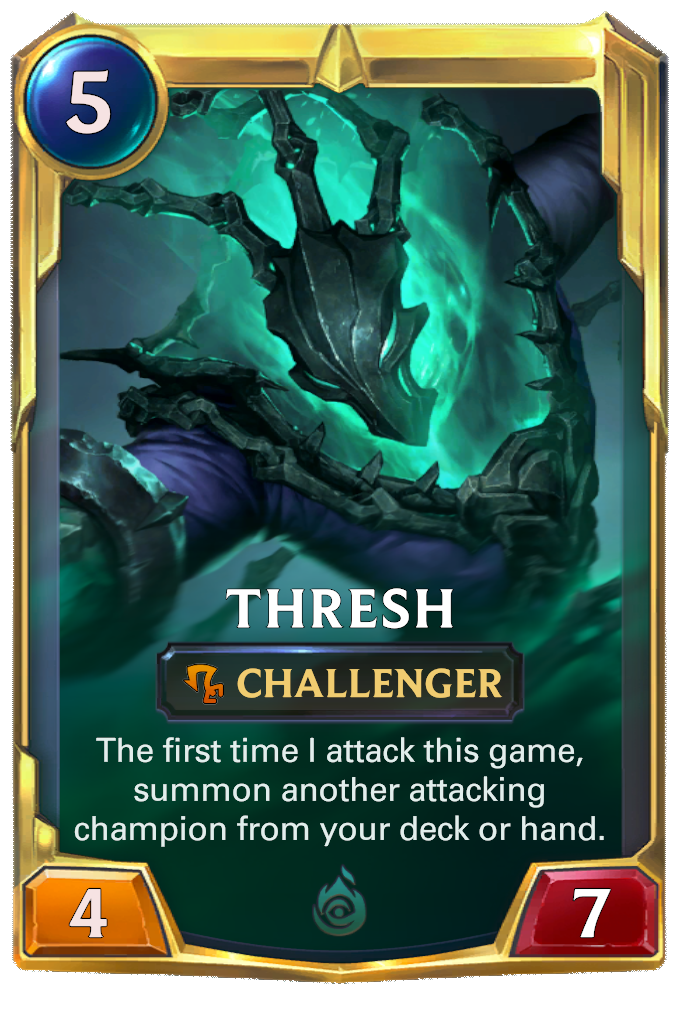 5
THRESH
CHALLENGER
The first time I attack this game,
summon another attacking
champion from your deck or hand.
4
7